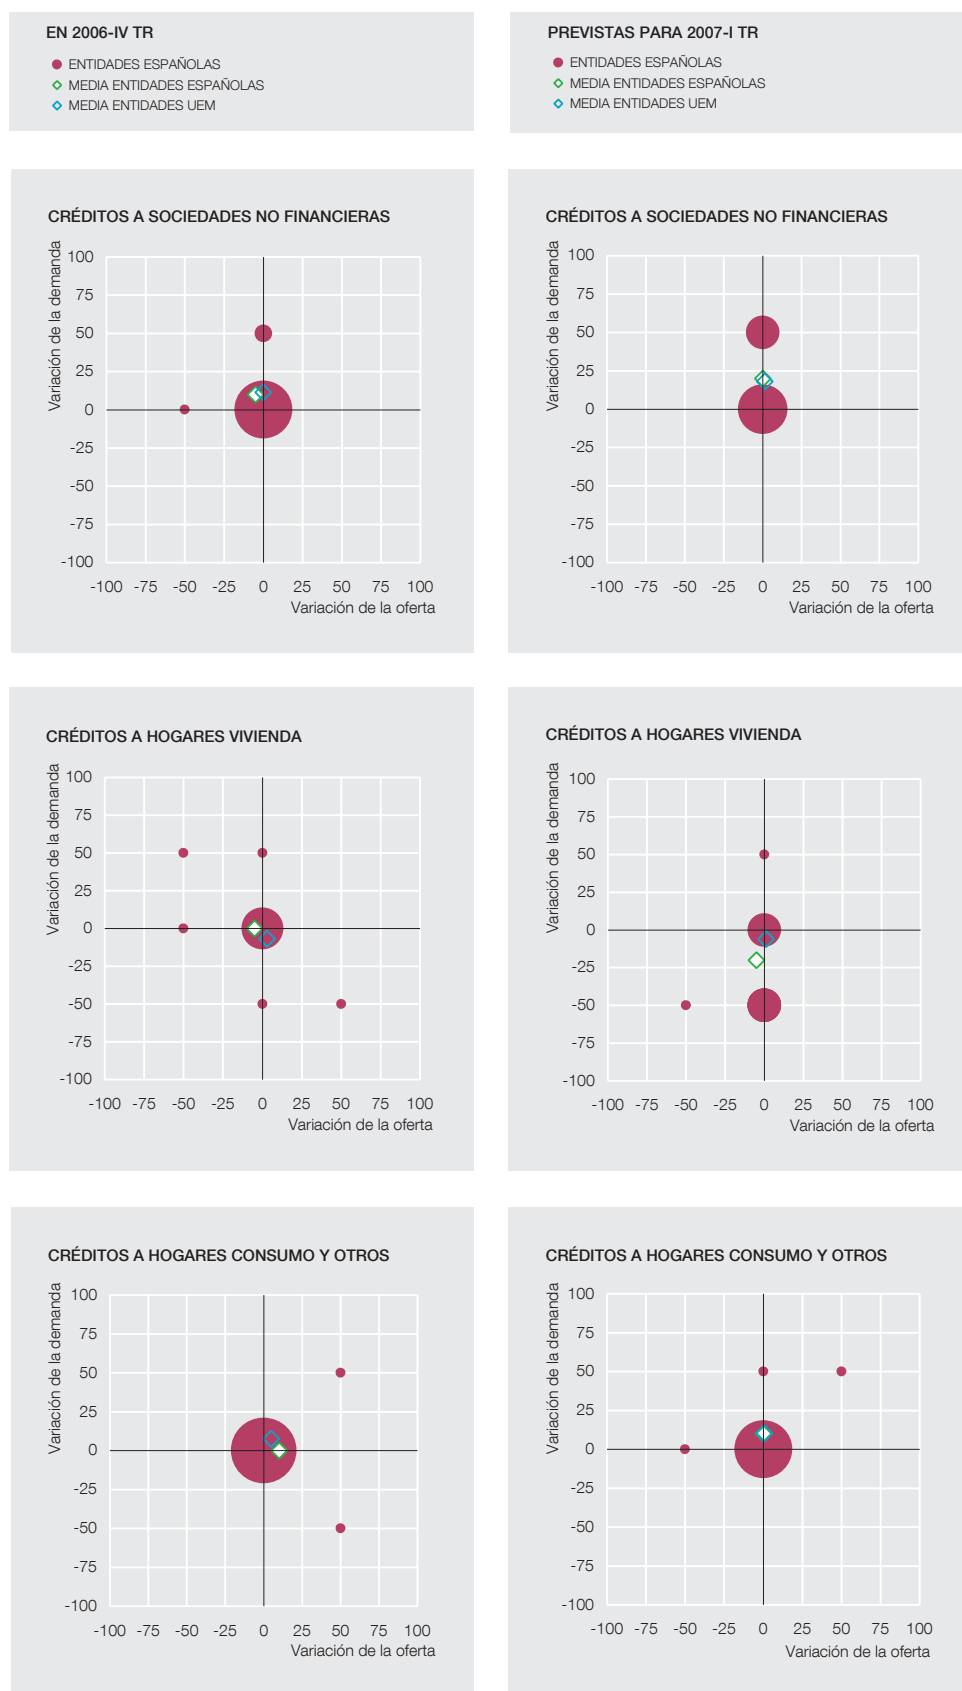 EN 2006-IV TR
ENTIDADES ESPAÑOLAS
MEDIA ENTIDADES ESPAÑOLAS
MEDIA ENTIDADES UEM
PREVISTAS PARA 2007-I TR
ENTIDADES ESPAÑOLAS
MEDIA ENTIDADES ESPAÑOLAS
MEDIA ENTIDADES UEM
CRÉDITOS A SOCIEDADES NO FINANCIERAS
Variación de la demanda
100
75
50
25
0
-25
-50
-75
-100
-100 -75 -50 -25 0 25 50 75 100
Variación de la oferta
CRÉDITOS A SOCIEDADES NO FINANCIERAS
Variación de la demanda
100
75
50
25
0
-25
-50
-75
-100
-100 -75 -50 -25 0 25 50 75 100
Variación de la oferta
CRÉDITOS A HOGARES VIVIENDA
Variación de la demanda
100
75
50
25
0
-25
-50
-75
-100
-100 -75 -50 -25 0 25 50 75 100
Variación de la oferta
CRÉDITOS A HOGARES VIVIENDA
Variación de la demanda
100
75
50
25
0
-25
-50
-75
-100
-100 -75 -50 -25 0 25 50 75 100
Variación de la oferta
CRÉDITOS A HOGARES CONSUMO Y OTROS
Variación de la demanda
100
75
50
25
0
-25
-50
-75
-100
-100 -75 -50 -25 0 25 50 75 100
Variación de la oferta
CRÉDITOS A HOGARES CONSUMO Y OTROS
Variación de la demanda
100
75
50
25
0
-25
-50
-75
-100
-100 -75 -50 -25 0 25 50 75 100
Variación de la oferta